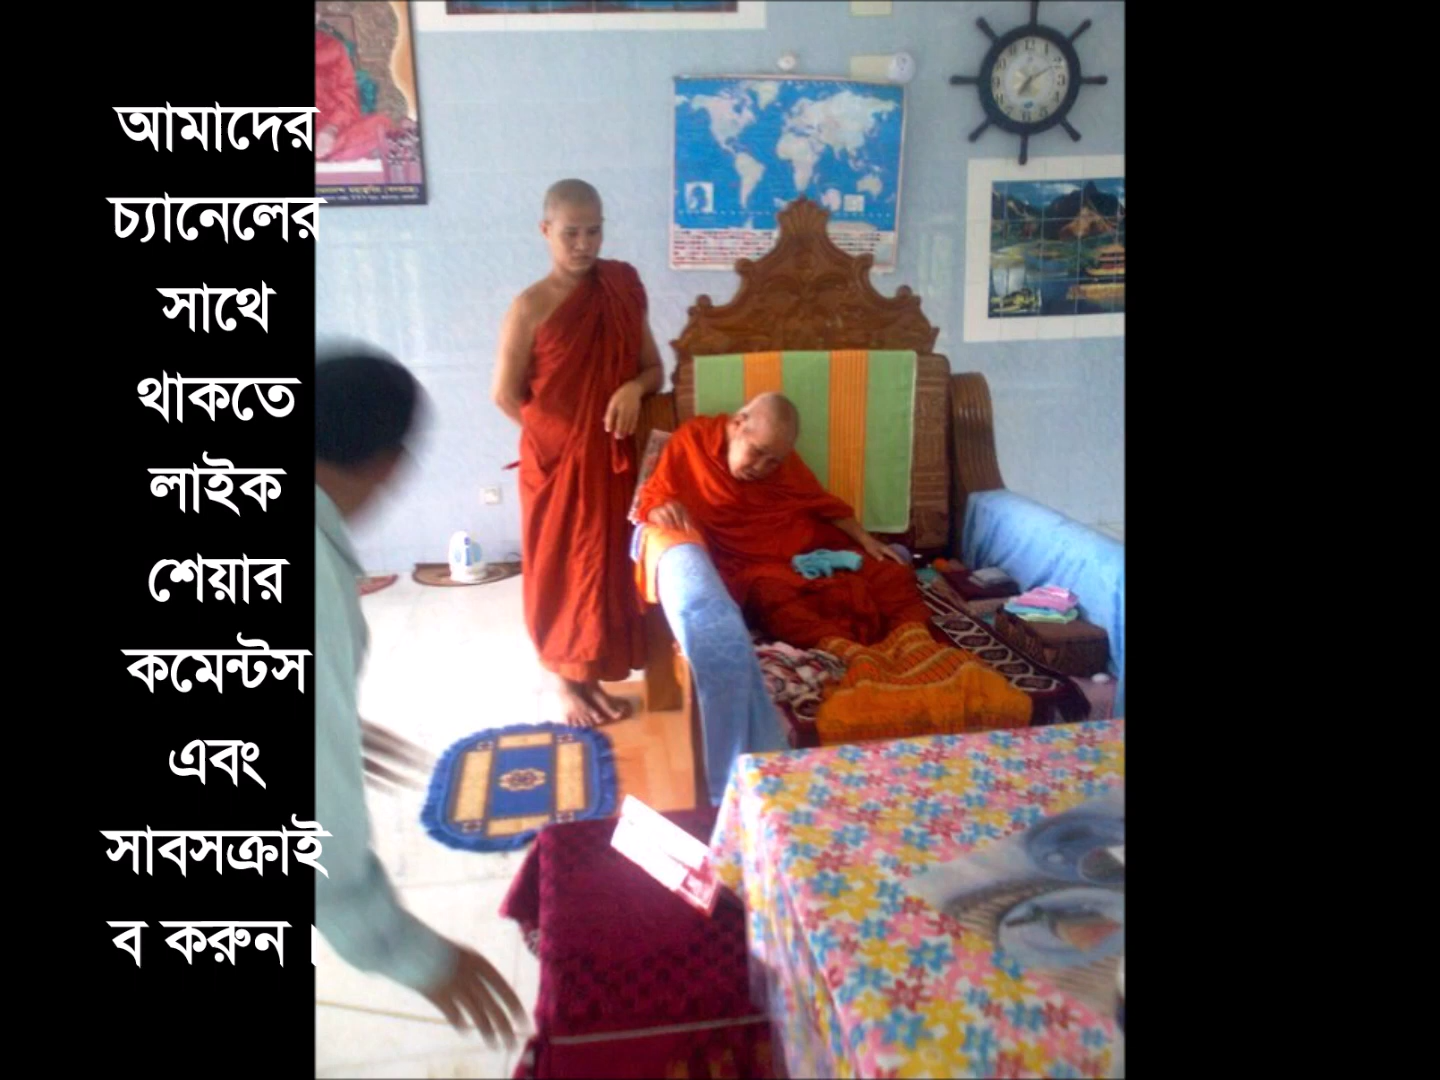 আমাদের
চ্যানেলের
সাথে
থাকতে
লাইক
শেয়ার
কমেন্টস
এবং
সাবসক্রাই
ব করুন।